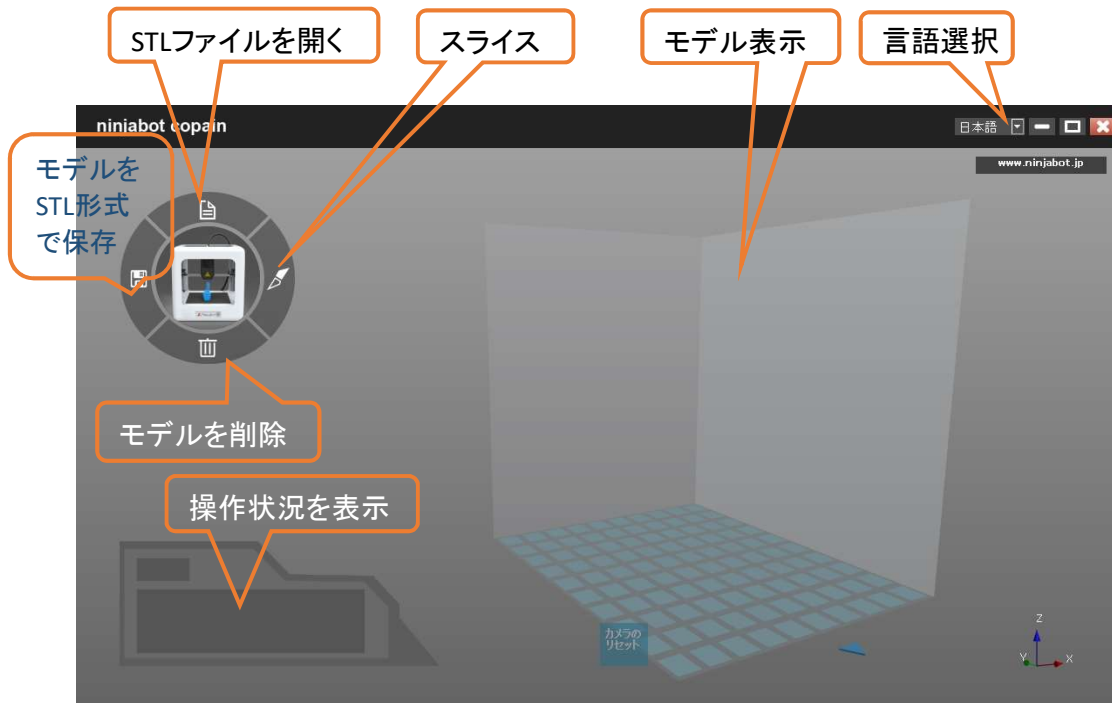 STLファイルを開く
スライス
モデル表示
言語選択
ninjabot copain
日本語
www.ninjabot.jp
モデルを
STL形式
で保存
モデルを削除
操作状況を表示
カメラの
リセット
Z
Y
X